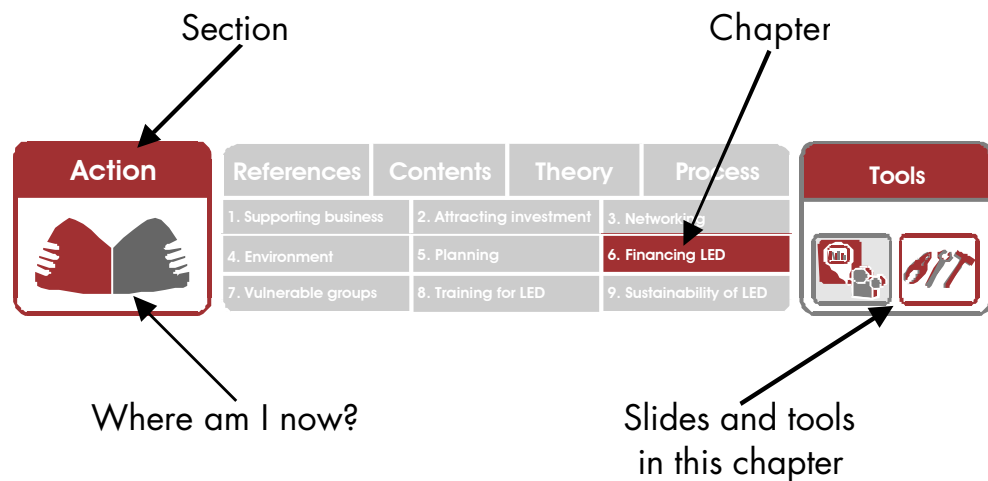 Section
Chapter
Action
References
Contents
Theory
Process
Tools
1. Supporting business
2. Attracting investment
3. Networking
4. Environment
5. Planning
6. Financing LED
7. Vulnerable groups
8. Training for LED
9. Sustainability of LED
Where am I now?
Slides and tools
in this chapter